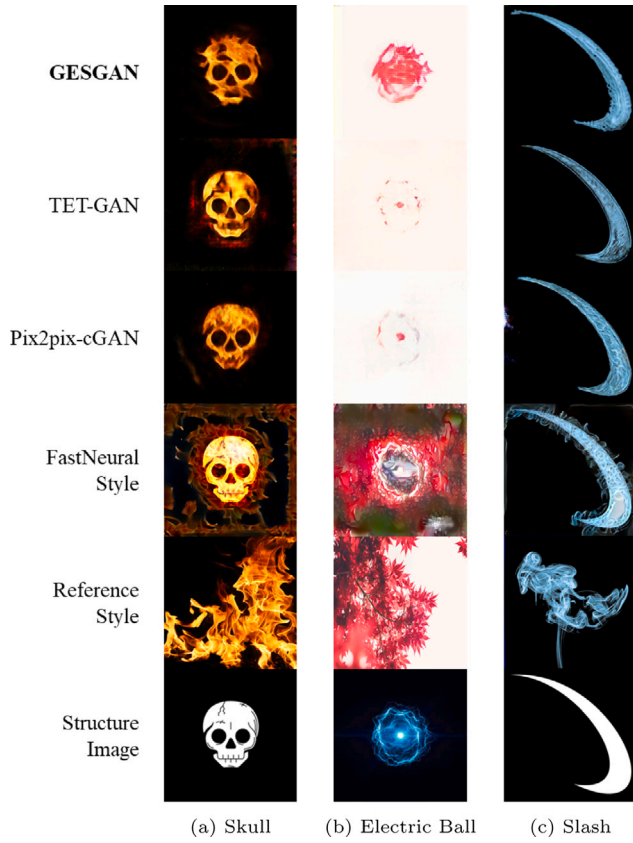 GESGAN
TET-GAN
Pix2pix-cGAN
FastNeural
Style
Reference
Style
Structure
Image
(a) Skull
(b) Electric Ball
(c) Slash